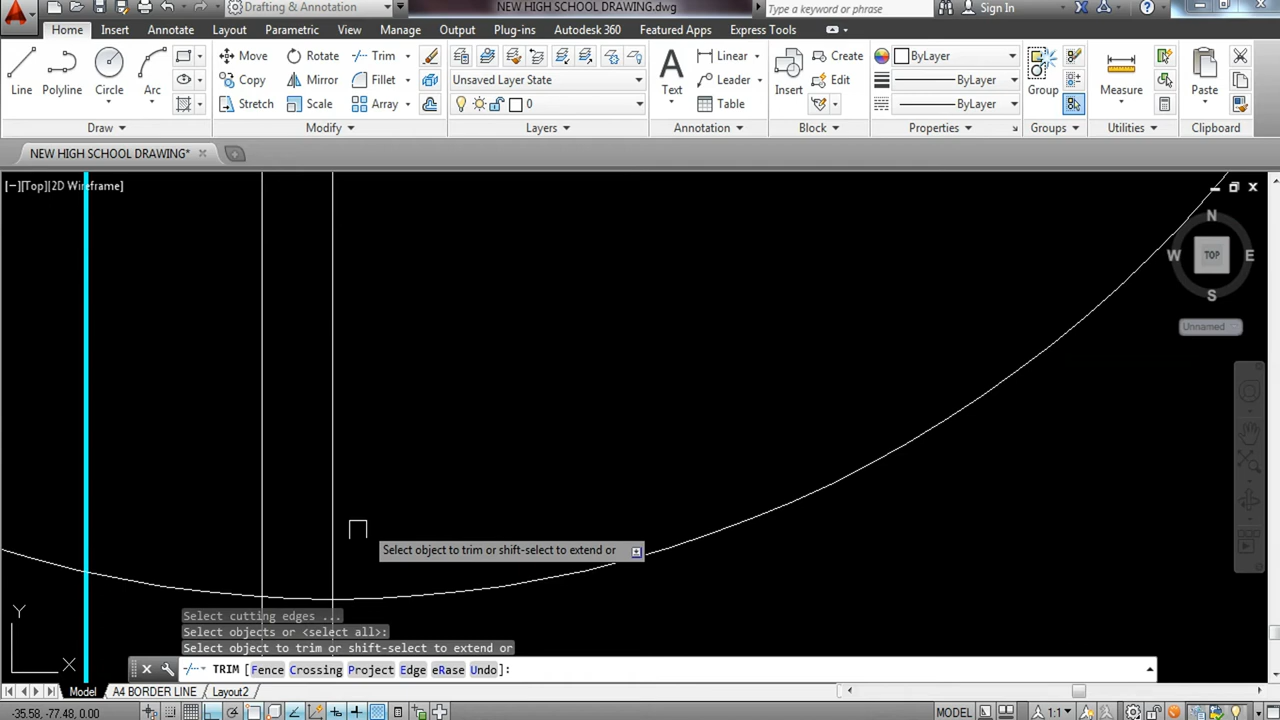 Drafting & Annotation
NEW HIGH SCHOOL DRAWING.dwg
Type a keyword or phrase
Sign In
Home Insert Annotate Layout Parametric View Manage Output Plug-ins Autodesk 360 Featured Apps Express Tools
Line
Polyline
Circle
Arc
Move
Copy
Stretch
Rotate
Mirror
Scale
Trim
Fillet
Array
Unsaved Layer State
0
Text
Linear
Leader
Table
Insert
Create
Edit
ByLayer
ByLayer
ByLayer
Group
Measure
Paste
Draw
Modify
Layers
Annotation
Block
Properties
Groups
Utilities
Clipboard
NEW HIGH SCHOOL DRAWING*
[−][Top][2D Wireframe]
N
W
TOP
E
S
Unnamed
Select object to trim or shift-select to extend or
Y
X
Select cutting edges ...
Select objects or <select all>:
Select object to trim or shift-select to extend or
TRIM [Fence Crossing Project Edge eRase Undo]:
Model A4 BORDER LINE Layout2
-35.58, -77.48, 0.00
MODEL
1:1